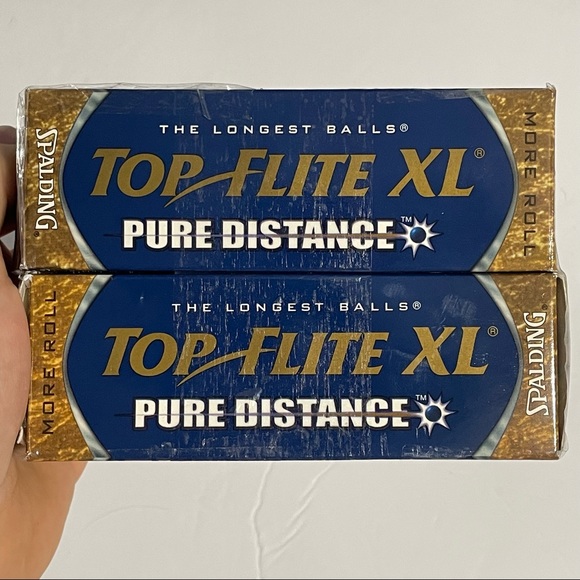 THE LONGEST BALLS®
TOP-FLITE XL®
PURE DISTANCE™
SPALDING
MORE ROLL
THE LONGEST BALLS®
TOP-FLITE XL®
PURE DISTANCE™
MORE ROLL
SPALDING